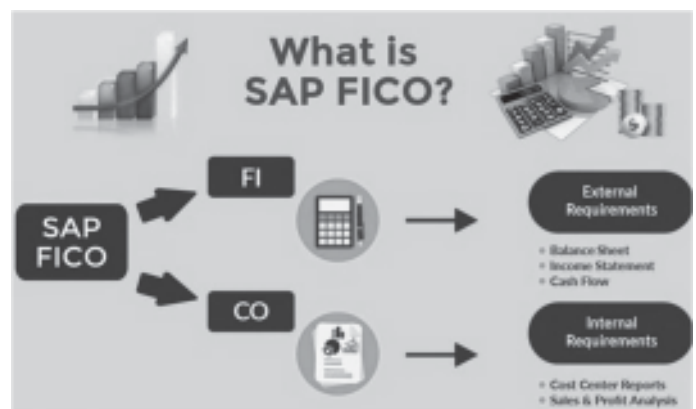 What is
SAP FICO?
SAP
FICO
FI
External
Requirements
• Balance Sheet
• Income Statement
• Cash Flow
CO
Internal
Requirements
• Cost Center Reports
• Sales & Profit Analysis